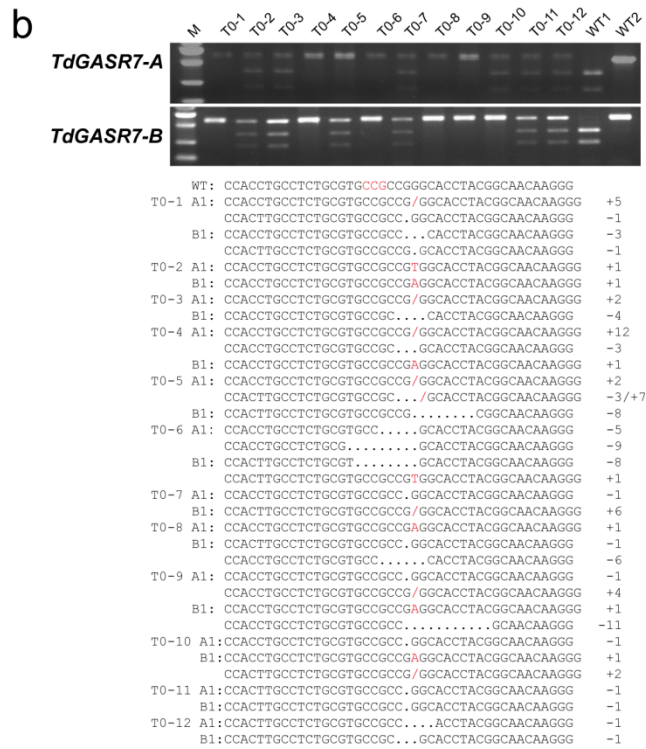 b
M T0-1 T0-2 T0-3 T0-4 T0-5 T0-6 T0-7 T0-8 T0-9 T0-10 T0-11 T0-12 WT1 WT2
TdGASR7-A
TdGASR7-B
WT: CCACCTGCCTCTGCGTGCCGCCGGGCACCTACGGCAACAAGGG
T0-1 A1: CCACCTGCCTCTGCGTGCCGCCG/GGCACCTACGGCAACAAGGG +5
CCACTTGCCTCTGCGTGCCGCC.GGCACCTACGGCAACAAGGG -1
B1: CCACCTGCCTCTGCGTGCCGCC...CACCTACGGCAACAAGGG -3
CCACTTGCCTCTGCGTGCCGCCG.GCACCTACGGCAACAAGGG -1
T0-2 A1: CCACCTGCCTCTGCGTGCCGCCGTGGCACCTACGGCAACAAGGG +1
B1: CCACCTGCCTCTGCGTGCCGCCGAGGCACCTACGGCAACAAGGG +1
T0-3 A1: CCACCTGCCTCTGCGTGCCGCCG/GGCACCTACGGCAACAAGGG +2
B1: CCACCTGCCTCTGCGTGCCGC....CACCTACGGCAACAAGGG -4
T0-4 A1: CCACCTGCCTCTGCGTGCCGCCG/GGCACCTACGGCAACAAGGG +12
CCACCTGCCTCTGCGTGCCGC...GCACCTACGGCAACAAGGG -3
B1: CCACCTGCCTCTGCGTGCCGCCGAGGCACCTACGGCAACAAGGG +1
T0-5 A1: CCACCTGCCTCTGCGTGCCGCCG/GGCACCTACGGCAACAAGGG +2
CCACTTGCCTCTGCGTGCCGC.../GCACCTACGGCAACAAGGG -3/+7
B1: CCACTTGCCTCTGCGTGCCGCCG........CGGCAACAAGGG -8
T0-6 A1: CCACCTGCCTCTGCGTGCC.....GCACCTACGGCAACAAGGG -5
CCACCTGCCTCTGCG.........GCACCTACGGCAACAAGGG -9
B1: CCACTTGCCTCTGCGT........GCACCTACGGCAACAAGGG -8
CCACTTGCCTCTGCGTGCCGCCGTGGCACCTACGGCAACAAGGG +1
T0-7 A1: CCACTTGCCTCTGCGTGCCGCC.GGCACCTACGGCAACAAGGG -1
B1: CCACTTGCCTCTGCGTGCCGCCG/GGCACCTACGGCAACAAGGG +6
T0-8 A1: CCACCTGCCTCTGCGTGCCGCCGAGGCACCTACGGCAACAAGGG +1
B1: CCACTTGCCTCTGCGTGCCGCC.GGCACCTACGGCAACAAGGG -1
CCACTTGCCTCTGCGTGCC......CACCTACGGCAACAAGGG -6
T0-9 A1: CCACCTGCCTCTGCGTGCCGCC.GGCACCTACGGCAACAAGGG -1
CCACCTGCCTCTGCGTGCCGCCG/GGCACCTACGGCAACAAGGG +4
B1: CCACTTGCCTCTGCGTGCCGCCGAGGCACCTACGGCAACAAGGG +1
CCACTTGCCTCTGCGTGCCGCC...........GCAACAAGGG -11
T0-10 A1:CCACCTGCCTCTGCGTGCCGCC.GGCACCTACGGCAACAAGGG -1
B1:CCACTTGCCTCTGCGTGCCGCCGAGGCACCTACGGCAACAAGGG +1
CCACTTGCCTCTGCGTGCCGCCG/GGCACCTACGGCAACAAGGG +2
T0-11 A1:CCACCTGCCTCTGCGTGCCGCC.GGCACCTACGGCAACAAGGG -1
B1:CCACTTGCCTCTGCGTGCCGCC.GGCACCTACGGCAACAAGGG -1
T0-12 A1:CCACCTGCCTCTGCGTGCCGCC....ACCTACGGCAACAAGGG -1
B1:CCACTTGCCTCTGCGTGCCGC...GCACCTACGGCAACAAGGG -1